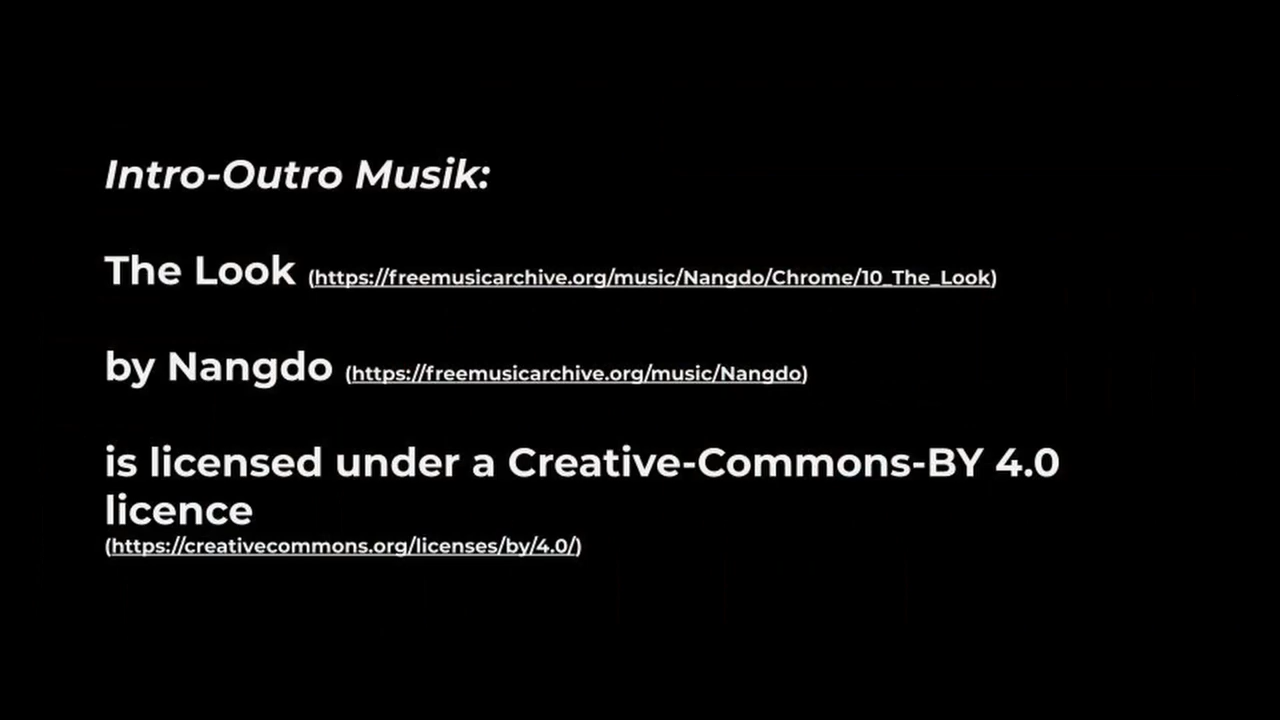 Intro-Outro Musik:
The Look (https://freemusicarchive.org/music/Nangdo/Chrome/10_The_Look)
by Nangdo (https://freemusicarchive.org/music/Nangdo)
is licensed under a Creative-Commons-BY 4.0
licence
(https://creativecommons.org/licenses/by/4.0/)